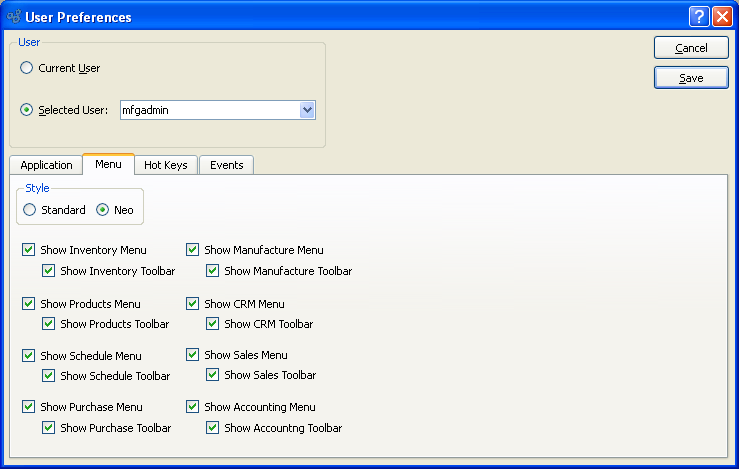 User Preferences
User
Current User
Cancel
Save
Selected User: mfgadmin
Application Menu Hot Keys Events
Style
Standard Neo
Show Inventory Menu Show Manufacture Menu
Show Inventory Toolbar Show Manufacture Toolbar
Show Products Menu Show CRM Menu
Show Products Toolbar Show CRM Toolbar
Show Schedule Menu Show Sales Menu
Show Schedule Toolbar Show Sales Toolbar
Show Purchase Menu Show Accounting Menu
Show Purchase Toolbar Show Accountng Toolbar